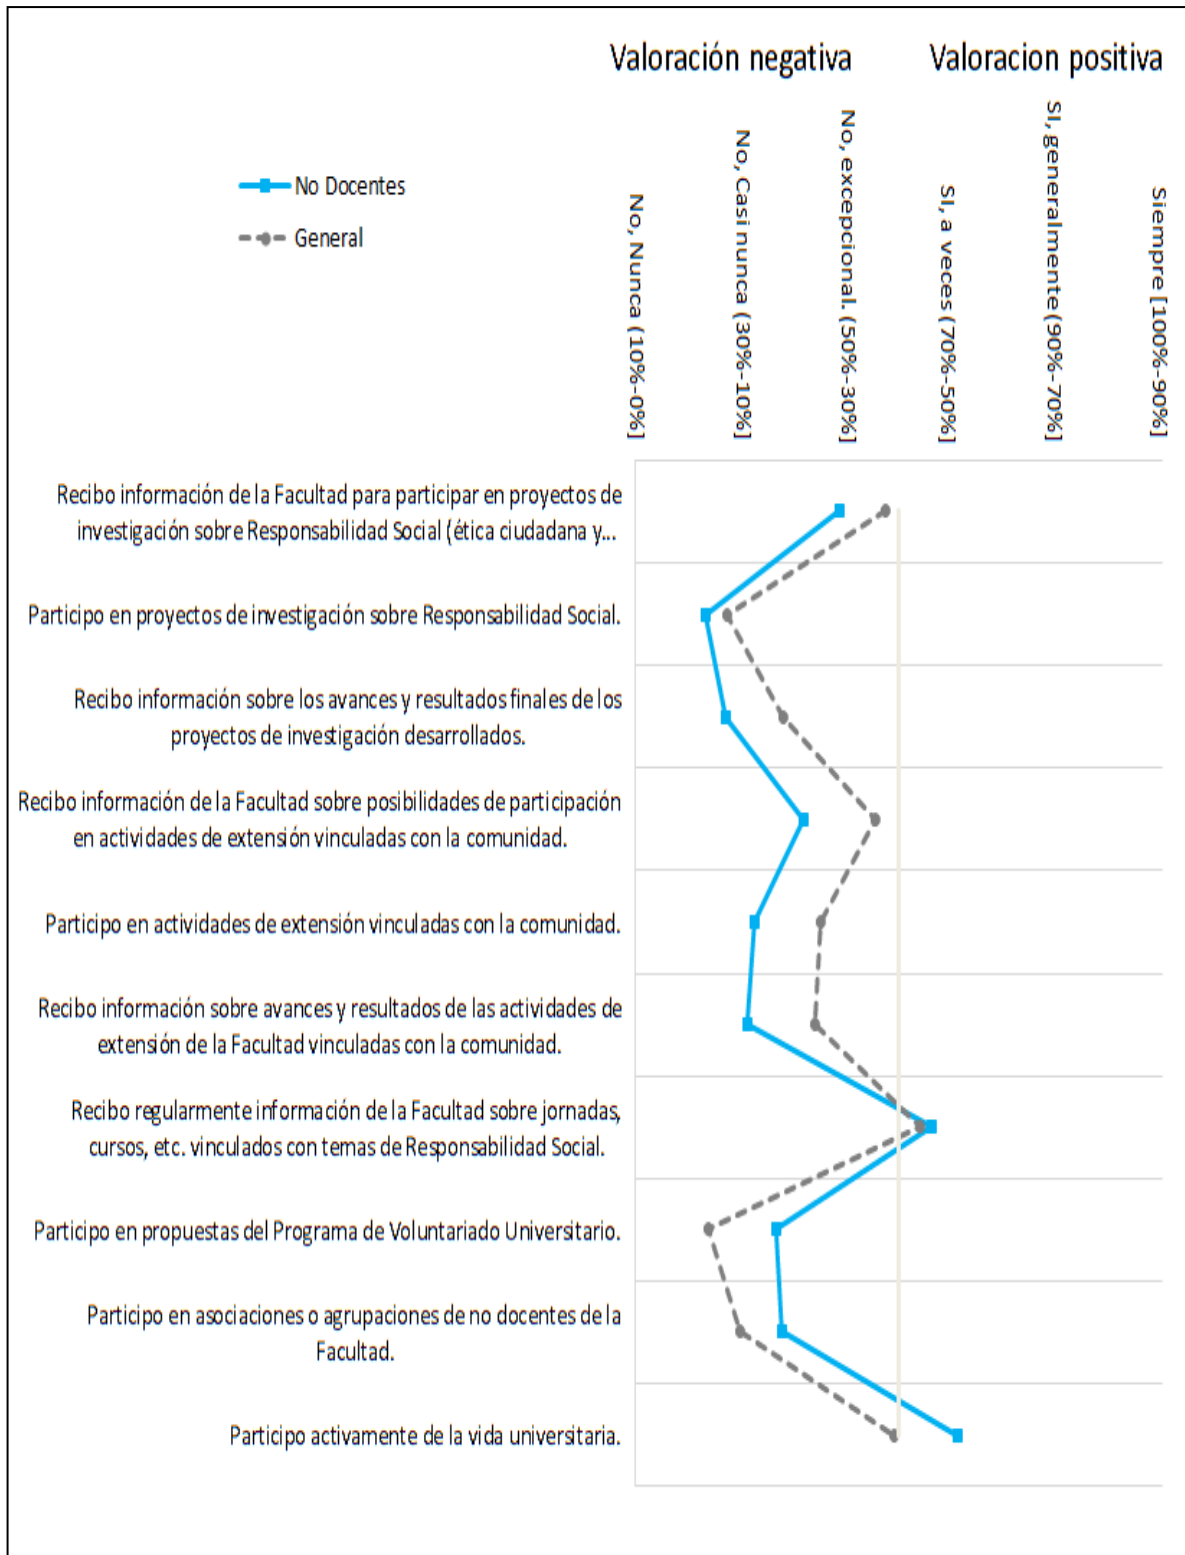 Valoración negativa
Valoracion positiva
No Docentes
General
No, Nunca (10%-0%]
No, Casi nunca (30%-10%]
No, excepcional. (50%-30%]
SI, a veces (70%-50%]
SI, generalmente (90%-70%]
Siempre [100%-90%]
Recibo información de la Facultad para participar en proyectos de
investigación sobre Responsabilidad Social (ética ciudadana y...
Participo en proyectos de investigación sobre Responsabilidad Social.
Recibo información sobre los avances y resultados finales de los
proyectos de investigación desarrollados.
Recibo información de la Facultad sobre posibilidades de participación
en actividades de extensión vinculadas con la comunidad.
Participo en actividades de extensión vinculadas con la comunidad.
Recibo información sobre avances y resultados de las actividades de
extensión de la Facultad vinculadas con la comunidad.
Recibo regularmente información de la Facultad sobre jornadas,
cursos, etc. vinculados con temas de Responsabilidad Social.
Participo en propuestas del Programa de Voluntariado Universitario.
Participo en asociaciones o agrupaciones de no docentes de la
Facultad.
Participo activamente de la vida universitaria.